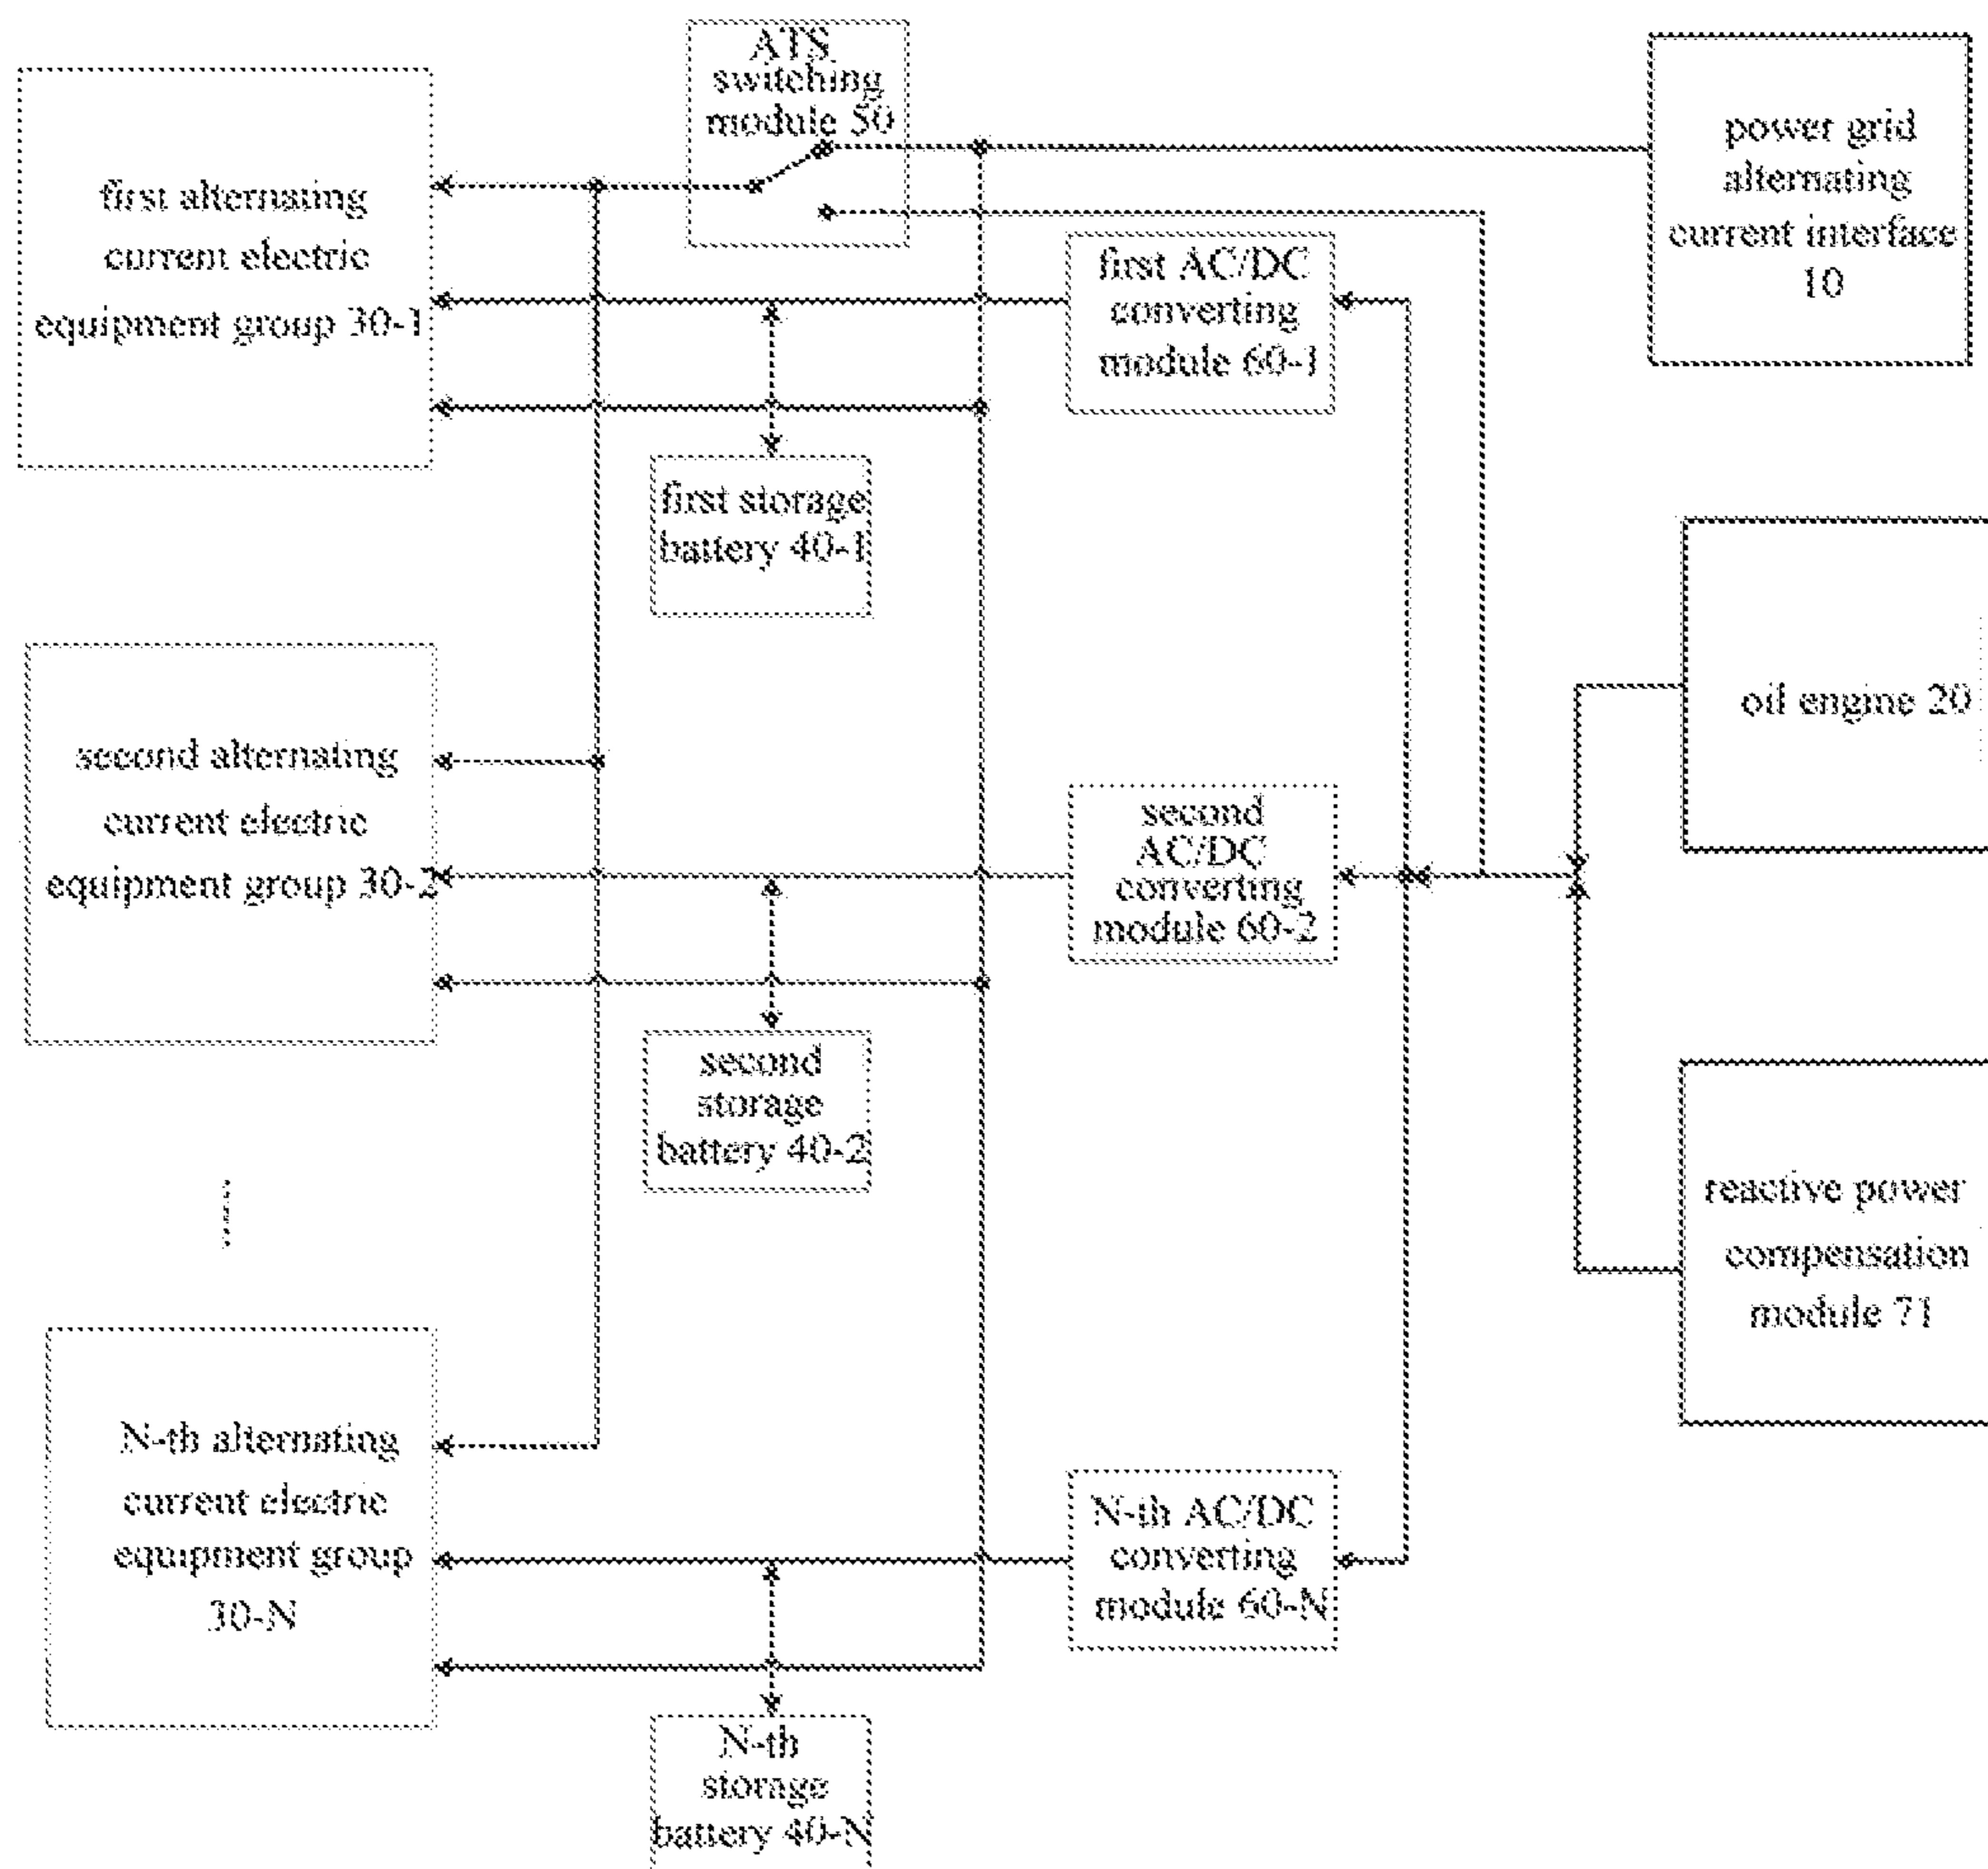 ATS
switching
module 50
power grid
alternating
current interface
10
first alternating
current electric
equipment group 30-1
first AC/DC
converting
module 60-1
first storage
battery 40-1
oil engine 20
second alternating
current electric
equipment group 30-2
second
AC/DC
converting
module 60-2
second
storage
battery 40-2
reactive power
compensation
module 71
N-th alternating
current electric
equipment group
30-N
N-th AC/DC
converting
module 60-N
N-th
storage
battery 40-N